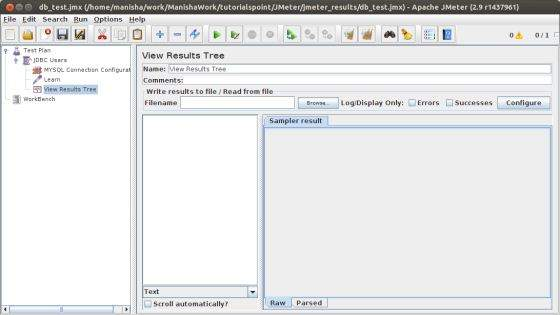 db_test.jmx (/home/manisha/work/ManishaWork/tutorialspoint/JMeter/jmeter_results/db_test.jmx) - Apache JMeter (2.9 r1437961)
File Edit Search Run Options Help
0 0 / 1
Test Plan
JDBC Users
MYSQL Connection Configurat
Learn
View Results Tree
WorkBench
View Results Tree
Name: View Results Tree
Comments:
Write results to file / Read from file
Filename Browse... Log/Display Only: Errors Successes Configure
Sampler result
Text
Scroll automatically?
Raw Parsed